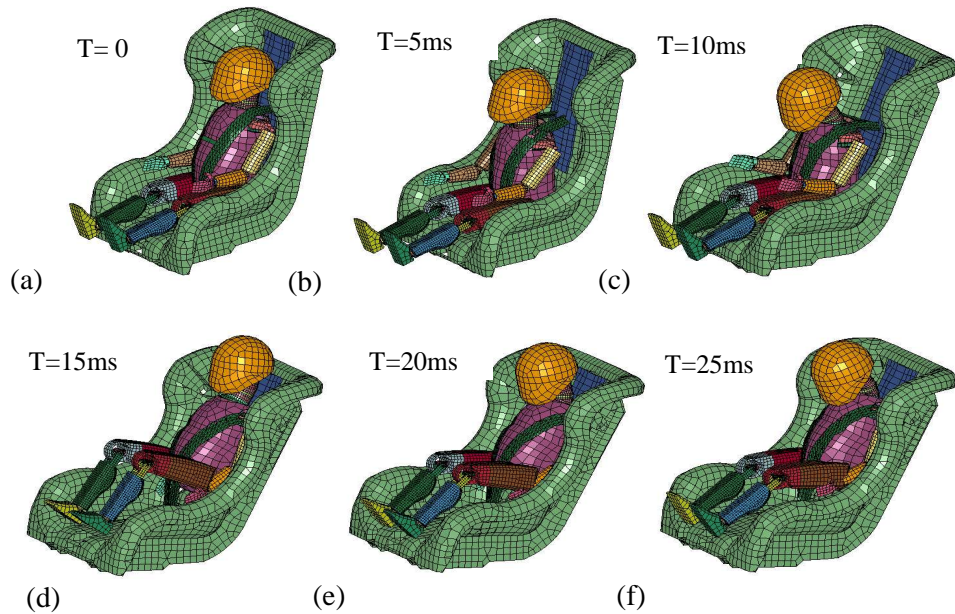 T= 0
T=5ms
T=10ms
(a)
(b)
(c)
T=15ms
T=20ms
T=25ms
(d)
(e)
(f)